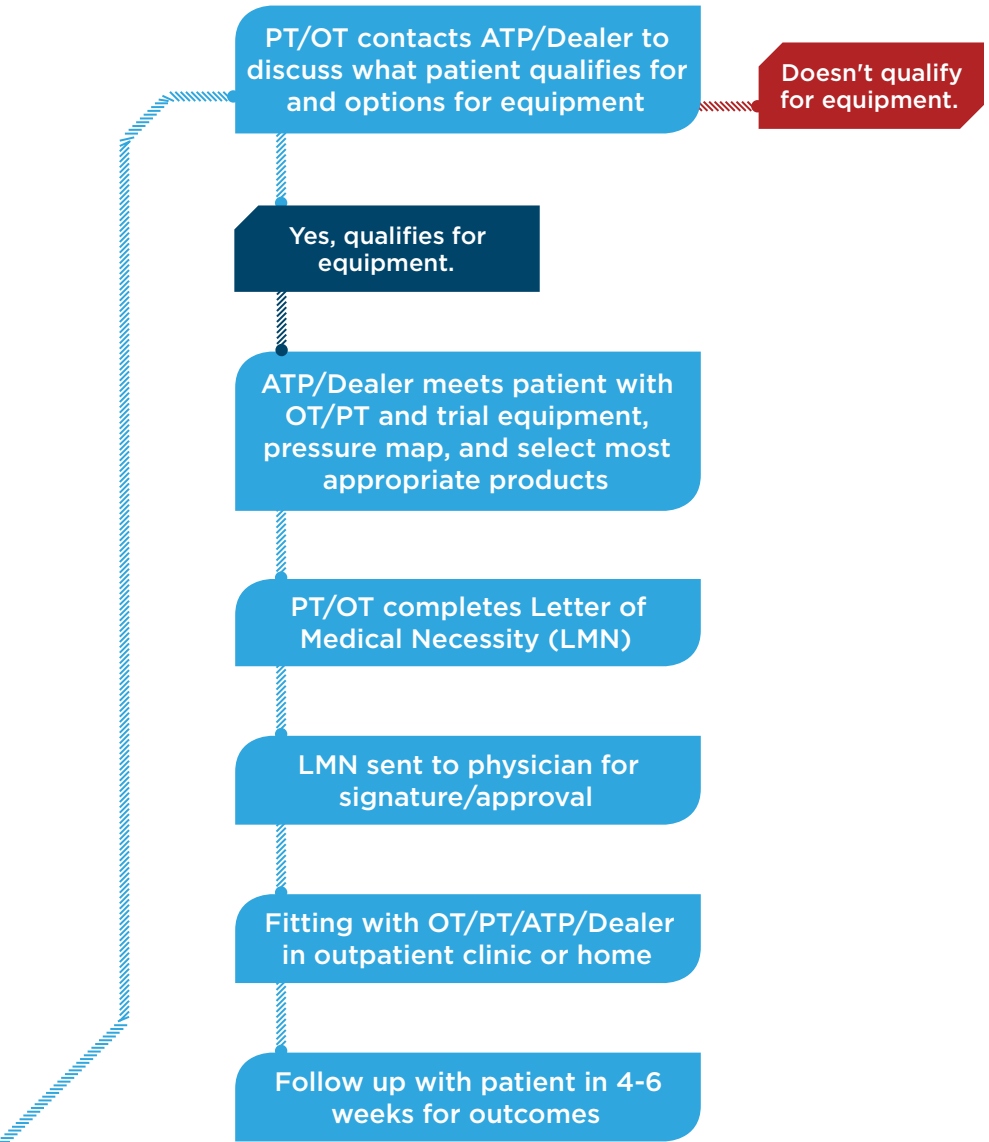 PT/OT contacts ATP/Dealer to
discuss what patient qualifies for
and options for equipment
Doesn't qualify
for equipment.
Yes, qualifies for
equipment.
ATP/Dealer meets patient with
OT/PT and trial equipment,
pressure map, and select most
appropriate products
PT/OT completes Letter of
Medical Necessity (LMN)
LMN sent to physician for
signature/approval
Fitting with OT/PT/ATP/Dealer
in outpatient clinic or home
Follow up with patient in 4-6
weeks for outcomes